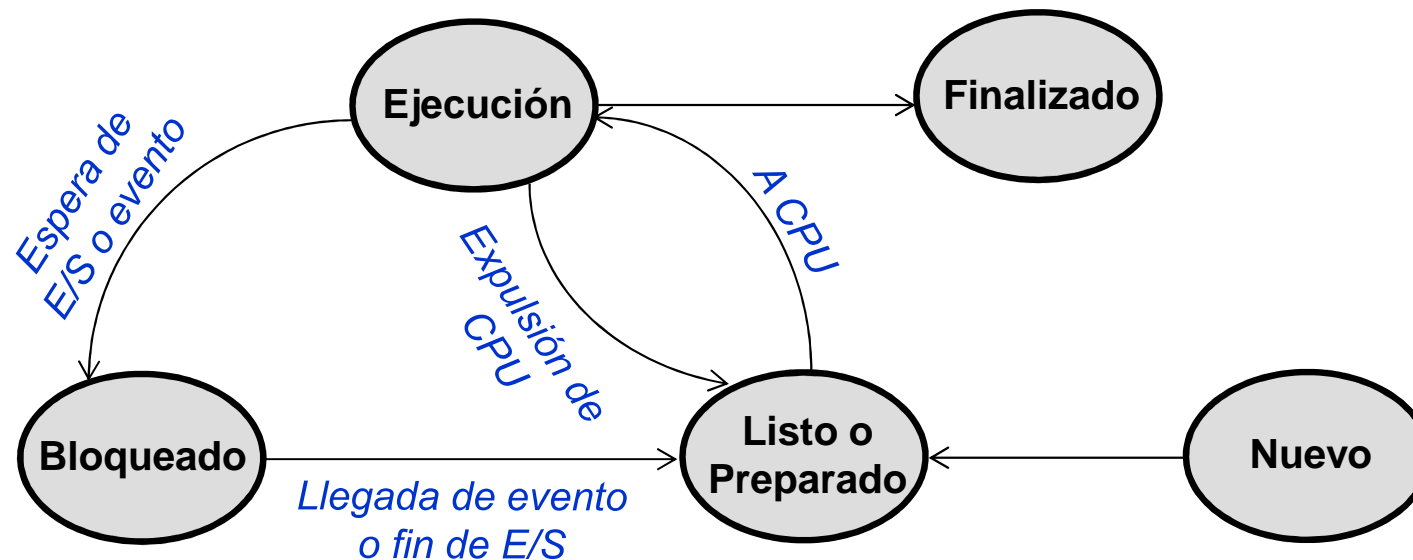 Ejecución
Finalizado
Espera de
E/S o evento
Expulsión de
CPU
A CPU
Bloqueado
Llegada de evento
o fin de E/S
Listo o
Preparado
Nuevo